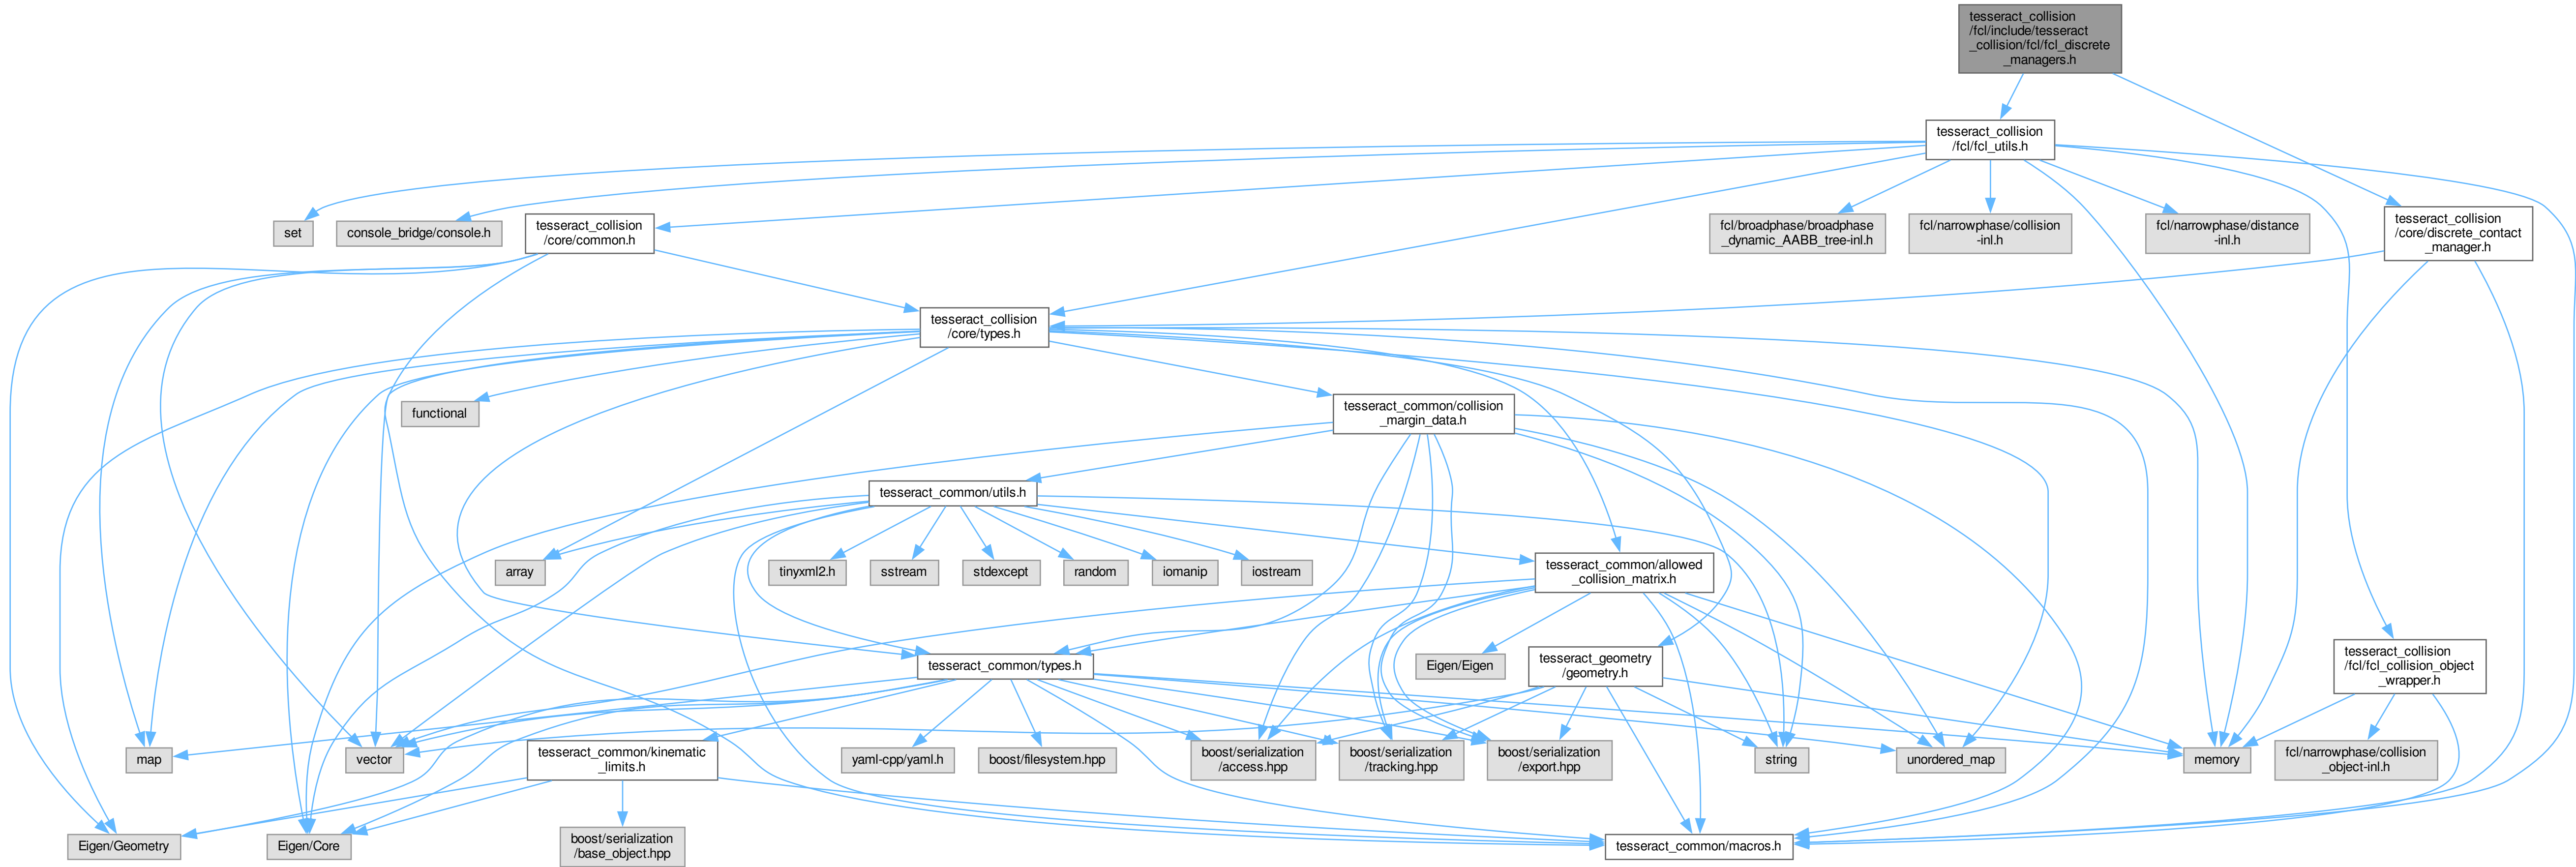 tesseract_collision
/fcl/include/tesseract
_collision/fcl/fcl_discrete
_managers.h
tesseract_collision
/fcl/fcl_utils.h
set
console_bridge/console.h
tesseract_collision
/core/common.h
fcl/broadphase/broadphase
_dynamic_AABB_tree-inl.h
fcl/narrowphase/collision
-inl.h
fcl/narrowphase/distance
-inl.h
tesseract_collision
/core/discrete_contact
_manager.h
tesseract_collision
/core/types.h
functional
tesseract_common/collision
_margin_data.h
tesseract_common/utils.h
array
tinyxml2.h
sstream
stdexcept
random
iomanip
iostream
tesseract_common/allowed
_collision_matrix.h
tesseract_common/types.h
Eigen/Eigen
tesseract_geometry
/geometry.h
tesseract_collision
/fcl/fcl_collision_object
_wrapper.h
map
vector
tesseract_common/kinematic
_limits.h
yaml-cpp/yaml.h
boost/filesystem.hpp
boost/serialization
/access.hpp
boost/serialization
/tracking.hpp
boost/serialization
/export.hpp
string
unordered_map
memory
fcl/narrowphase/collision
_object-inl.h
Eigen/Geometry
Eigen/Core
boost/serialization
/base_object.hpp
tesseract_common/macros.h